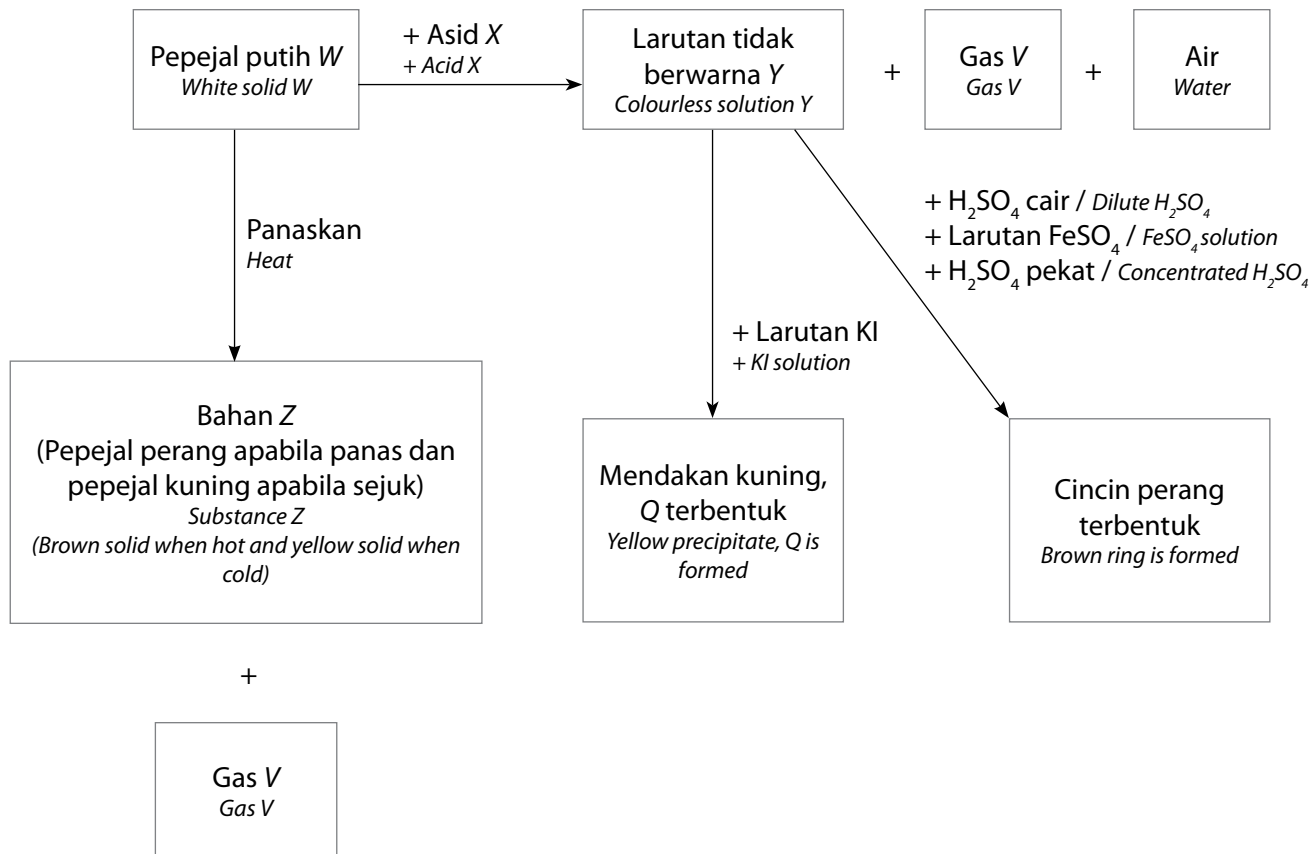 Pepejal putih W
White solid W
+ Asid X
+ Acid X
Larutan tidak
berwarna Y
Colourless solution Y
+
Gas V
Gas V
+
Air
Water
Panaskan
Heat
+ H₂SO₄ cair / Dilute H₂SO₄
+ Larutan FeSO₄ / FeSO₄ solution
+ H₂SO₄ pekat / Concentrated H₂SO₄
+ Larutan KI
+ KI solution
Bahan Z
(Pepejal perang apabila panas dan
pepejal kuning apabila sejuk)
Substance Z
(Brown solid when hot and yellow solid when
cold)
Mendakan kuning,
Q terbentuk
Yellow precipitate, Q is
formed
Cincin perang
terbentuk
Brown ring is formed
+
Gas V
Gas V